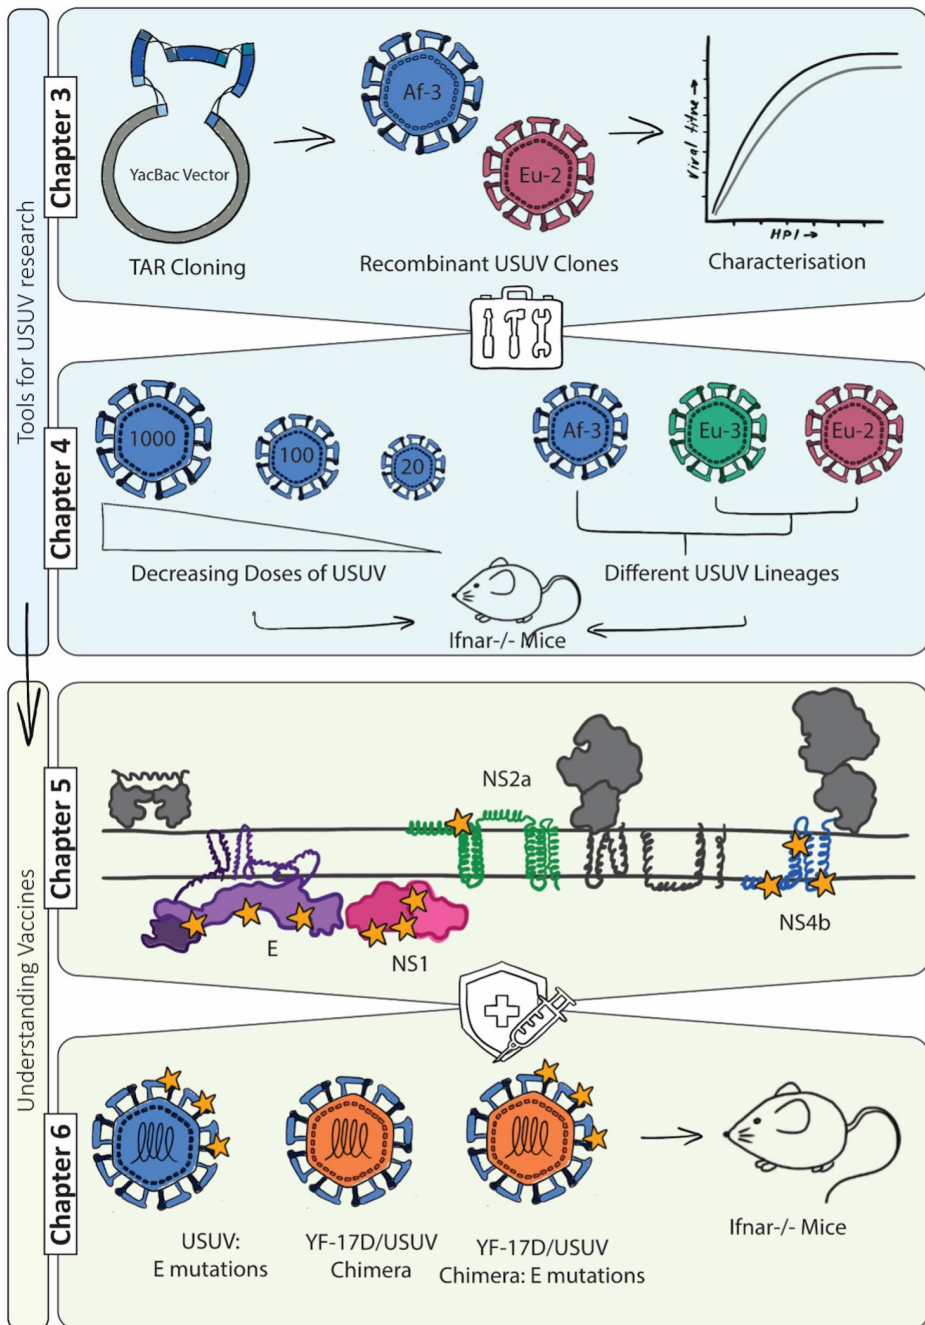 Tools for USUV research
Chapter 3
YacBac Vector
TAR Cloning
Af-3
Eu-2
Recombinant USUV Clones
Viral titre →
HPI →
Characterisation
Chapter 4
1000
100
20
Decreasing Doses of USUV
Af-3
Eu-3
Eu-2
Different USUV Lineages
Ifnar-/- Mice
Understanding Vaccines
Chapter 5
NS2a
E
NS1
NS4b
Chapter 6
USUV:
E mutations
YF-17D/USUV
Chimera
YF-17D/USUV
Chimera: E mutations
Ifnar-/- Mice